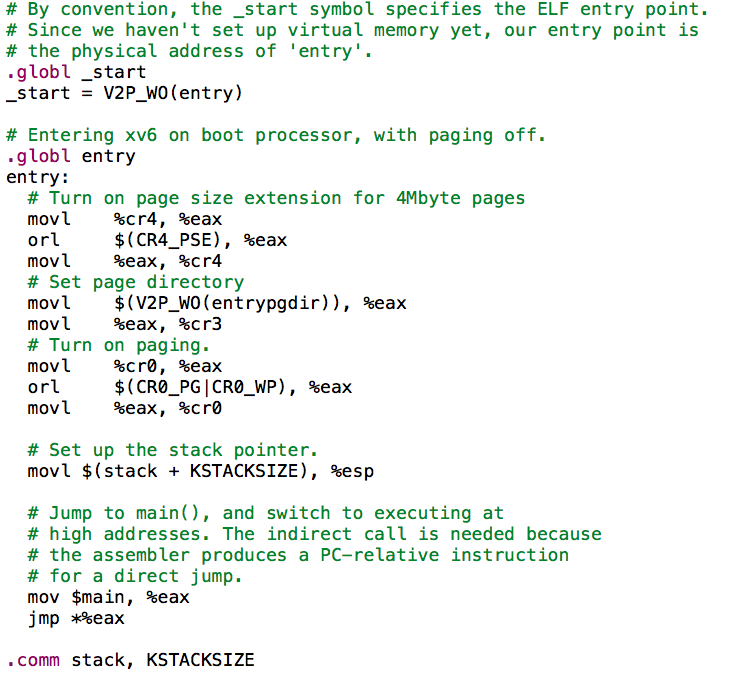 # By convention, the _start symbol specifies the ELF entry point.
# Since we haven't set up virtual memory yet, our entry point is
# the physical address of 'entry'.
.globl _start
_start = V2P_WO(entry)

# Entering xv6 on boot processor, with paging off.
.globl entry
entry:
  # Turn on page size extension for 4Mbyte pages
  movl    %cr4, %eax
  orl     $(CR4_PSE), %eax
  movl    %eax, %cr4
  # Set page directory
  movl    $(V2P_WO(entrypgdir)), %eax
  movl    %eax, %cr3
  # Turn on paging.
  movl    %cr0, %eax
  orl     $(CR0_PG|CR0_WP), %eax
  movl    %eax, %cr0

  # Set up the stack pointer.
  movl $(stack + KSTACKSIZE), %esp

  # Jump to main(), and switch to executing at
  # high addresses. The indirect call is needed because
  # the assembler produces a PC-relative instruction
  # for a direct jump.
  mov $main, %eax
  jmp *%eax

.comm stack, KSTACKSIZE